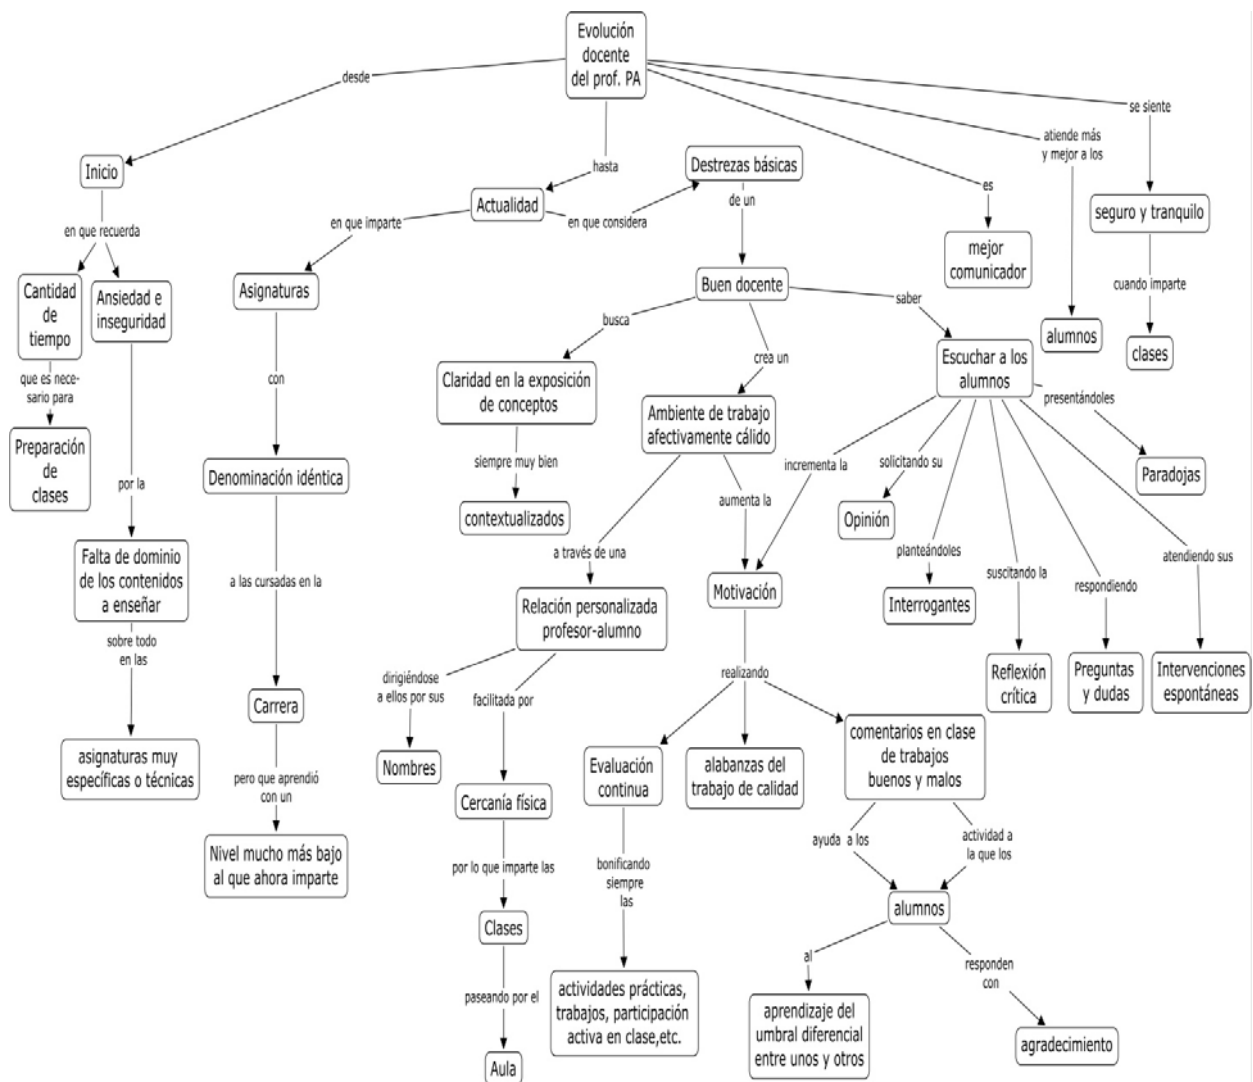 Evolución
docente
del prof. PA
desde
se siente
atiende más
y mejor a los
hasta
Destrezas básicas
Inicio
de un
es
Actualidad
en que imparte
en que considera
seguro y tranquilo
en que recuerda
mejor
comunicador
Cantidad
de
tiempo
Ansiedad e
inseguridad
Asignaturas
Buen docente
cuando imparte
busca
saber
alumnos
clases
crea un
Escuchar a los
alumnos
que es nece-
sario para
con
Claridad en la exposición
de conceptos
presentándoles
Ambiente de trabajo
afectivamente cálido
Preparación
de
clases
siempre muy bien
incrementa la
solicitando su
Paradojas
Denominación idéntica
por la
aumenta la
contextualizados
Opinión
a través de una
planteándoles
atendiendo sus
Falta de dominio
de los contenidos
a enseñar
a las cursadas en la
suscitando la
respondiendo
Motivación
Interrogantes
Relación personalizada
profesor-alumno
sobre todo
en las
dirigiéndose
a ellos por sus
facilitada por
realizando
Reflexión
crítica
Preguntas
y dudas
Intervenciones
espontáneas
Carrera
asignaturas muy
específicas o técnicas
Nombres
Evaluación
continua
alabanzas del
trabajo de calidad
comentarios en clase
de trabajos
buenos y malos
pero que aprendió
con un
Cercanía física
Nivel mucho más bajo
al que ahora imparte
por lo que imparte las
bonificando
siempre
las
ayuda a los
actividad a
la que los
Clases
alumnos
paseando por el
al
responden
con
actividades prácticas,
trabajos, participación
activa en clase,etc.
aprendizaje del
umbral diferencial
entre unos y otros
agradecimiento
Aula